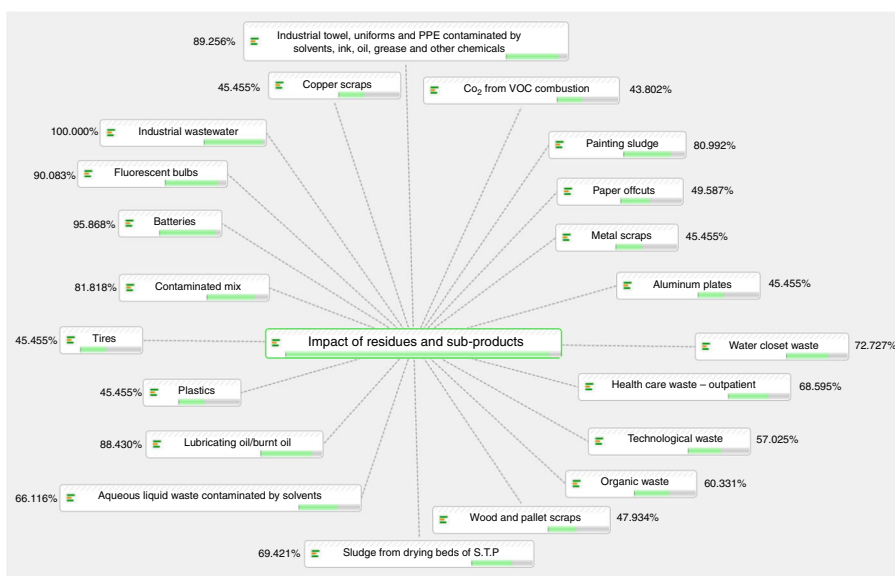 89.256%
Industrial towel, uniforms and PPE contaminated by
solvents, ink, oil, grease and other chemicals
45.455%
Copper scraps
Co2 from VOC combustion
43.802%
100.000%
Industrial wastewater
Painting sludge
80.992%
90.083%
Fluorescent bulbs
Paper offcuts
49.587%
95.868%
Batteries
Metal scraps
45.455%
81.818%
Contaminated mix
Aluminum plates
45.455%
45.455%
Tires
Impact of residues and sub-products
Water closet waste
72.727%
45.455%
Plastics
Health care waste – outpatient
68.595%
88.430%
Lubricating oil/burnt oil
Technological waste
57.025%
66.116%
Aqueous liquid waste contaminated by solvents
Organic waste
60.331%
Wood and pallet scraps
47.934%
69.421%
Sludge from drying beds of S.T.P